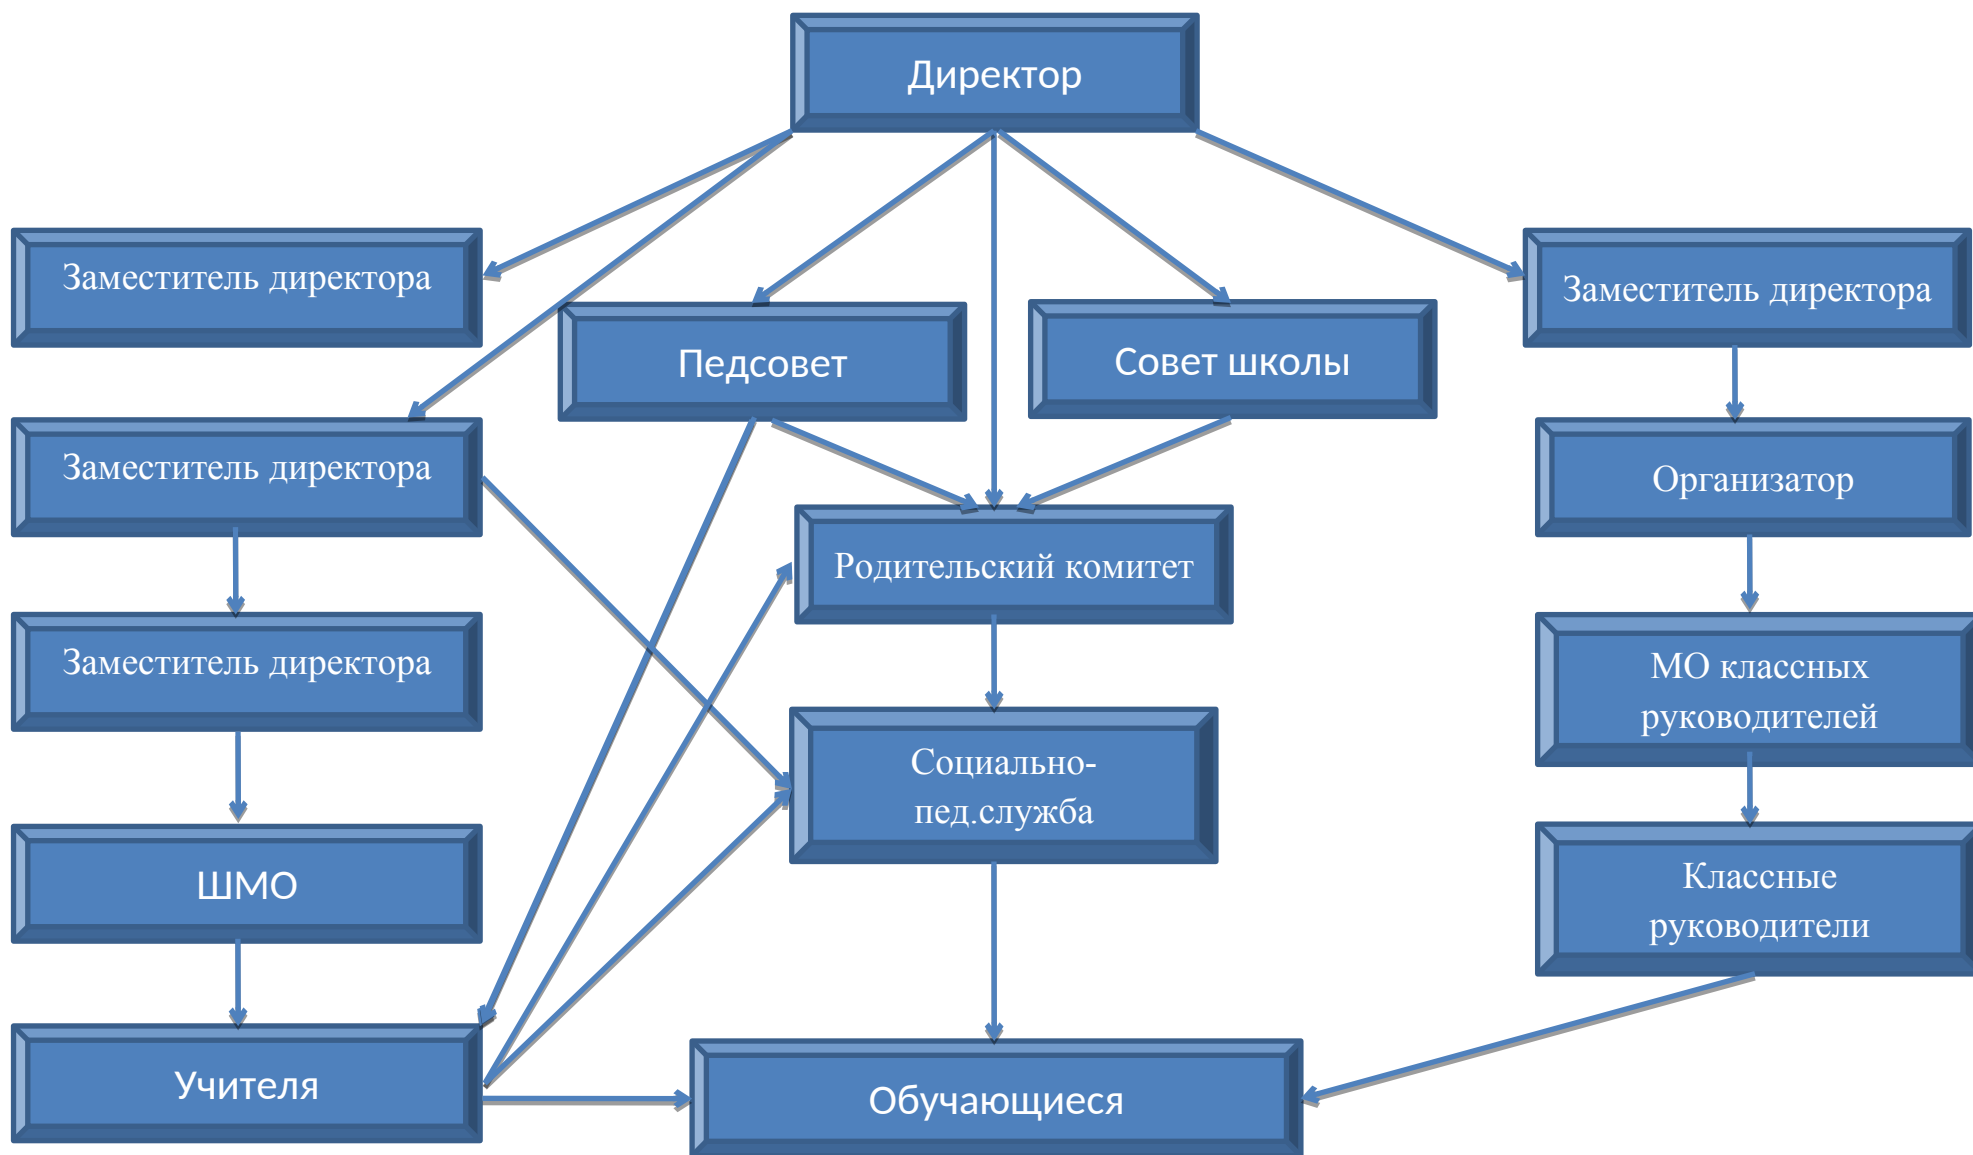 Директор
Заместитель директора
Заместитель директора
Педсовет
Совет школы
Заместитель директора
Организатор
Родительский комитет
Заместитель директора
МО классных
руководителей
Социально-
пед.служба
ШМО
Классные
руководители
Учителя
Обучающиеся